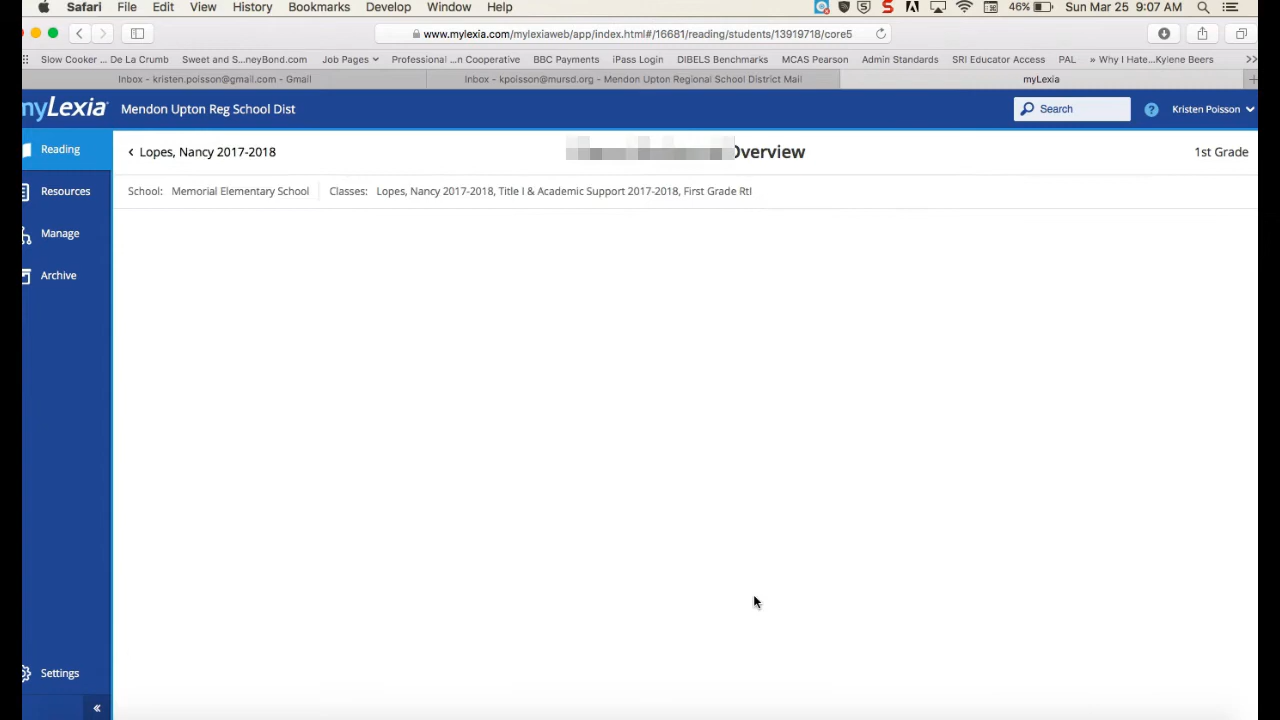 Safari File Edit View History Bookmarks Develop Window Help 46% Sun Mar 25 9:07 AM
www.mylexia.com/mylexiaweb/app/index.html#/16681/reading/students/13919718/core5
Slow Cooker ... De La Crumb Sweet and S...neyBond.com Job Pages Professional ...n Cooperative BBQPayments iPass Login DIBELS Benchmarks MCAS Pearson Admin Standards SRI Educator Access PAL » Why I Hate...Kylene Beers >>
Inbox - kristen.poisson@gmail.com - Gmail Inbox - kpoisson@mursd.org - Mendon Upton Regional School District Mail myLexia +
myLexia Mendon Upton Reg School Dist Search ? Kristen Poisson
Reading ‹ Lopes, Nancy 2017-2018 Overview 1st Grade
Resources School: Memorial Elementary School Classes: Lopes, Nancy 2017-2018, Title I & Academic Support 2017-2018, First Grade RtI
Manage
Archive
Settings
«